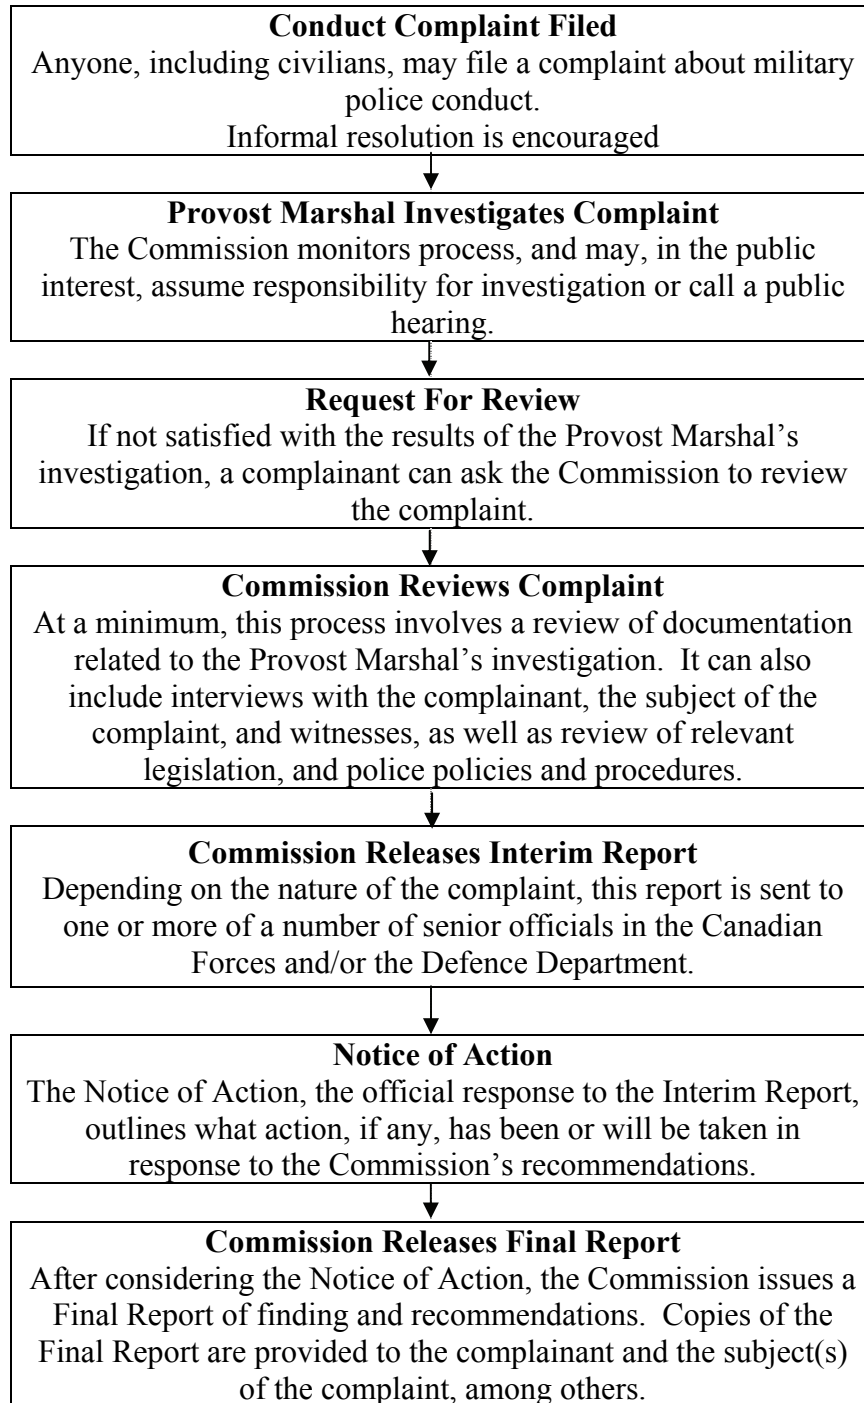 Conduct Complaint Filed
Anyone, including civilians, may file a complaint about military
police conduct.
Informal resolution is encouraged
Provost Marshal Investigates Complaint
The Commission monitors process, and may, in the public
interest, assume responsibility for investigation or call a public
hearing.
Request For Review
If not satisfied with the results of the Provost Marshal’s
investigation, a complainant can ask the Commission to review
the complaint.
Commission Reviews Complaint
At a minimum, this process involves a review of documentation
related to the Provost Marshal’s investigation.  It can also
include interviews with the complainant, the subject of the
complaint, and witnesses, as well as review of relevant
legislation, and police policies and procedures.
Commission Releases Interim Report
Depending on the nature of the complaint, this report is sent to
one or more of a number of senior officials in the Canadian
Forces and/or the Defence Department.
Notice of Action
The Notice of Action, the official response to the Interim Report,
outlines what action, if any, has been or will be taken in
response to the Commission’s recommendations.
Commission Releases Final Report
After considering the Notice of Action, the Commission issues a
Final Report of finding and recommendations.  Copies of the
Final Report are provided to the complainant and the subject(s)
of the complaint, among others.